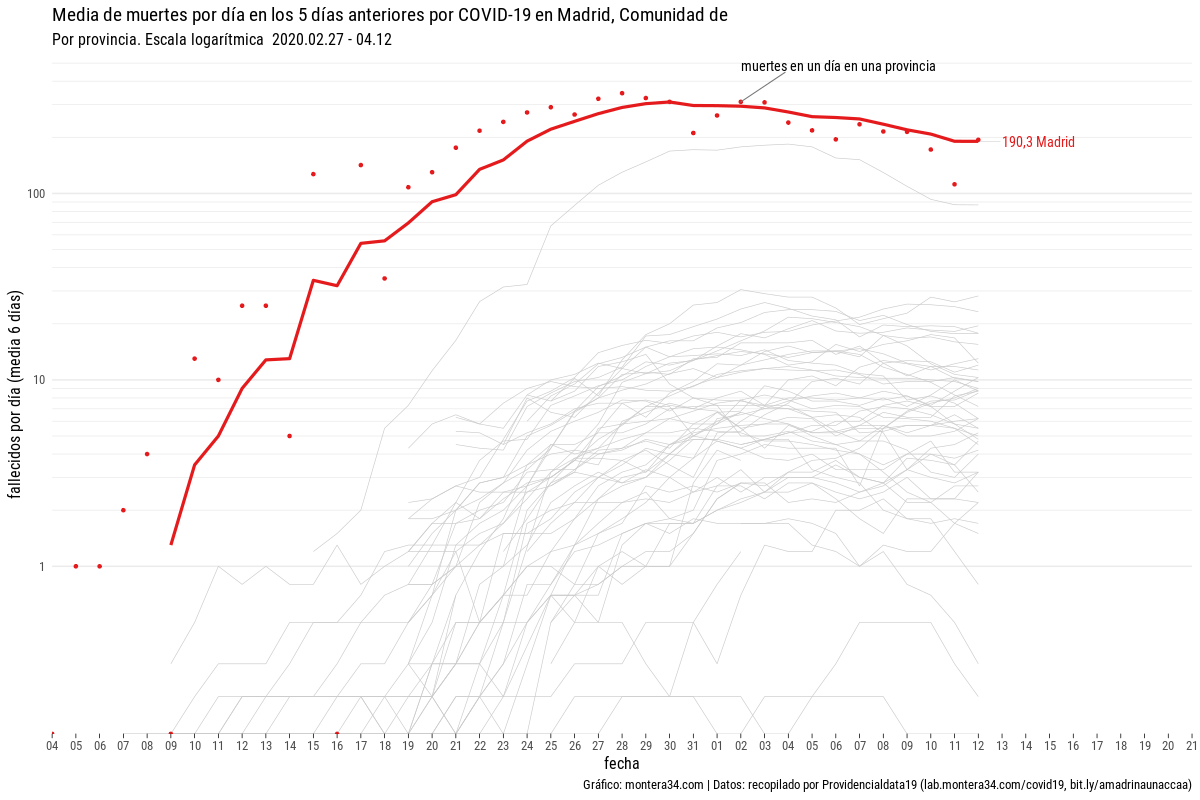 Media de muertes por día en los 5 días anteriores por COVID-19 en Madrid, Comunidad de
Por provincia. Escala logarítmica  2020.02.27 - 04.12
muertes en un día en una provincia
190,3 Madrid
100
10
1
fallecidos por día (media 6 días)
04 05 06 07 08 09 10 11 12 13 14 15 16 17 18 19 20 21 22 23 24 25 26 27 28 29 30 31 01 02 03 04 05 06 07 08 09 10 11 12 13 14 15 16 17 18 19 20 21
fecha
Gráfico: montera34.com | Datos: recopilado por Providencialdata19 (lab.montera34.com/covid19, bit.ly/amadrinaunaccaa)